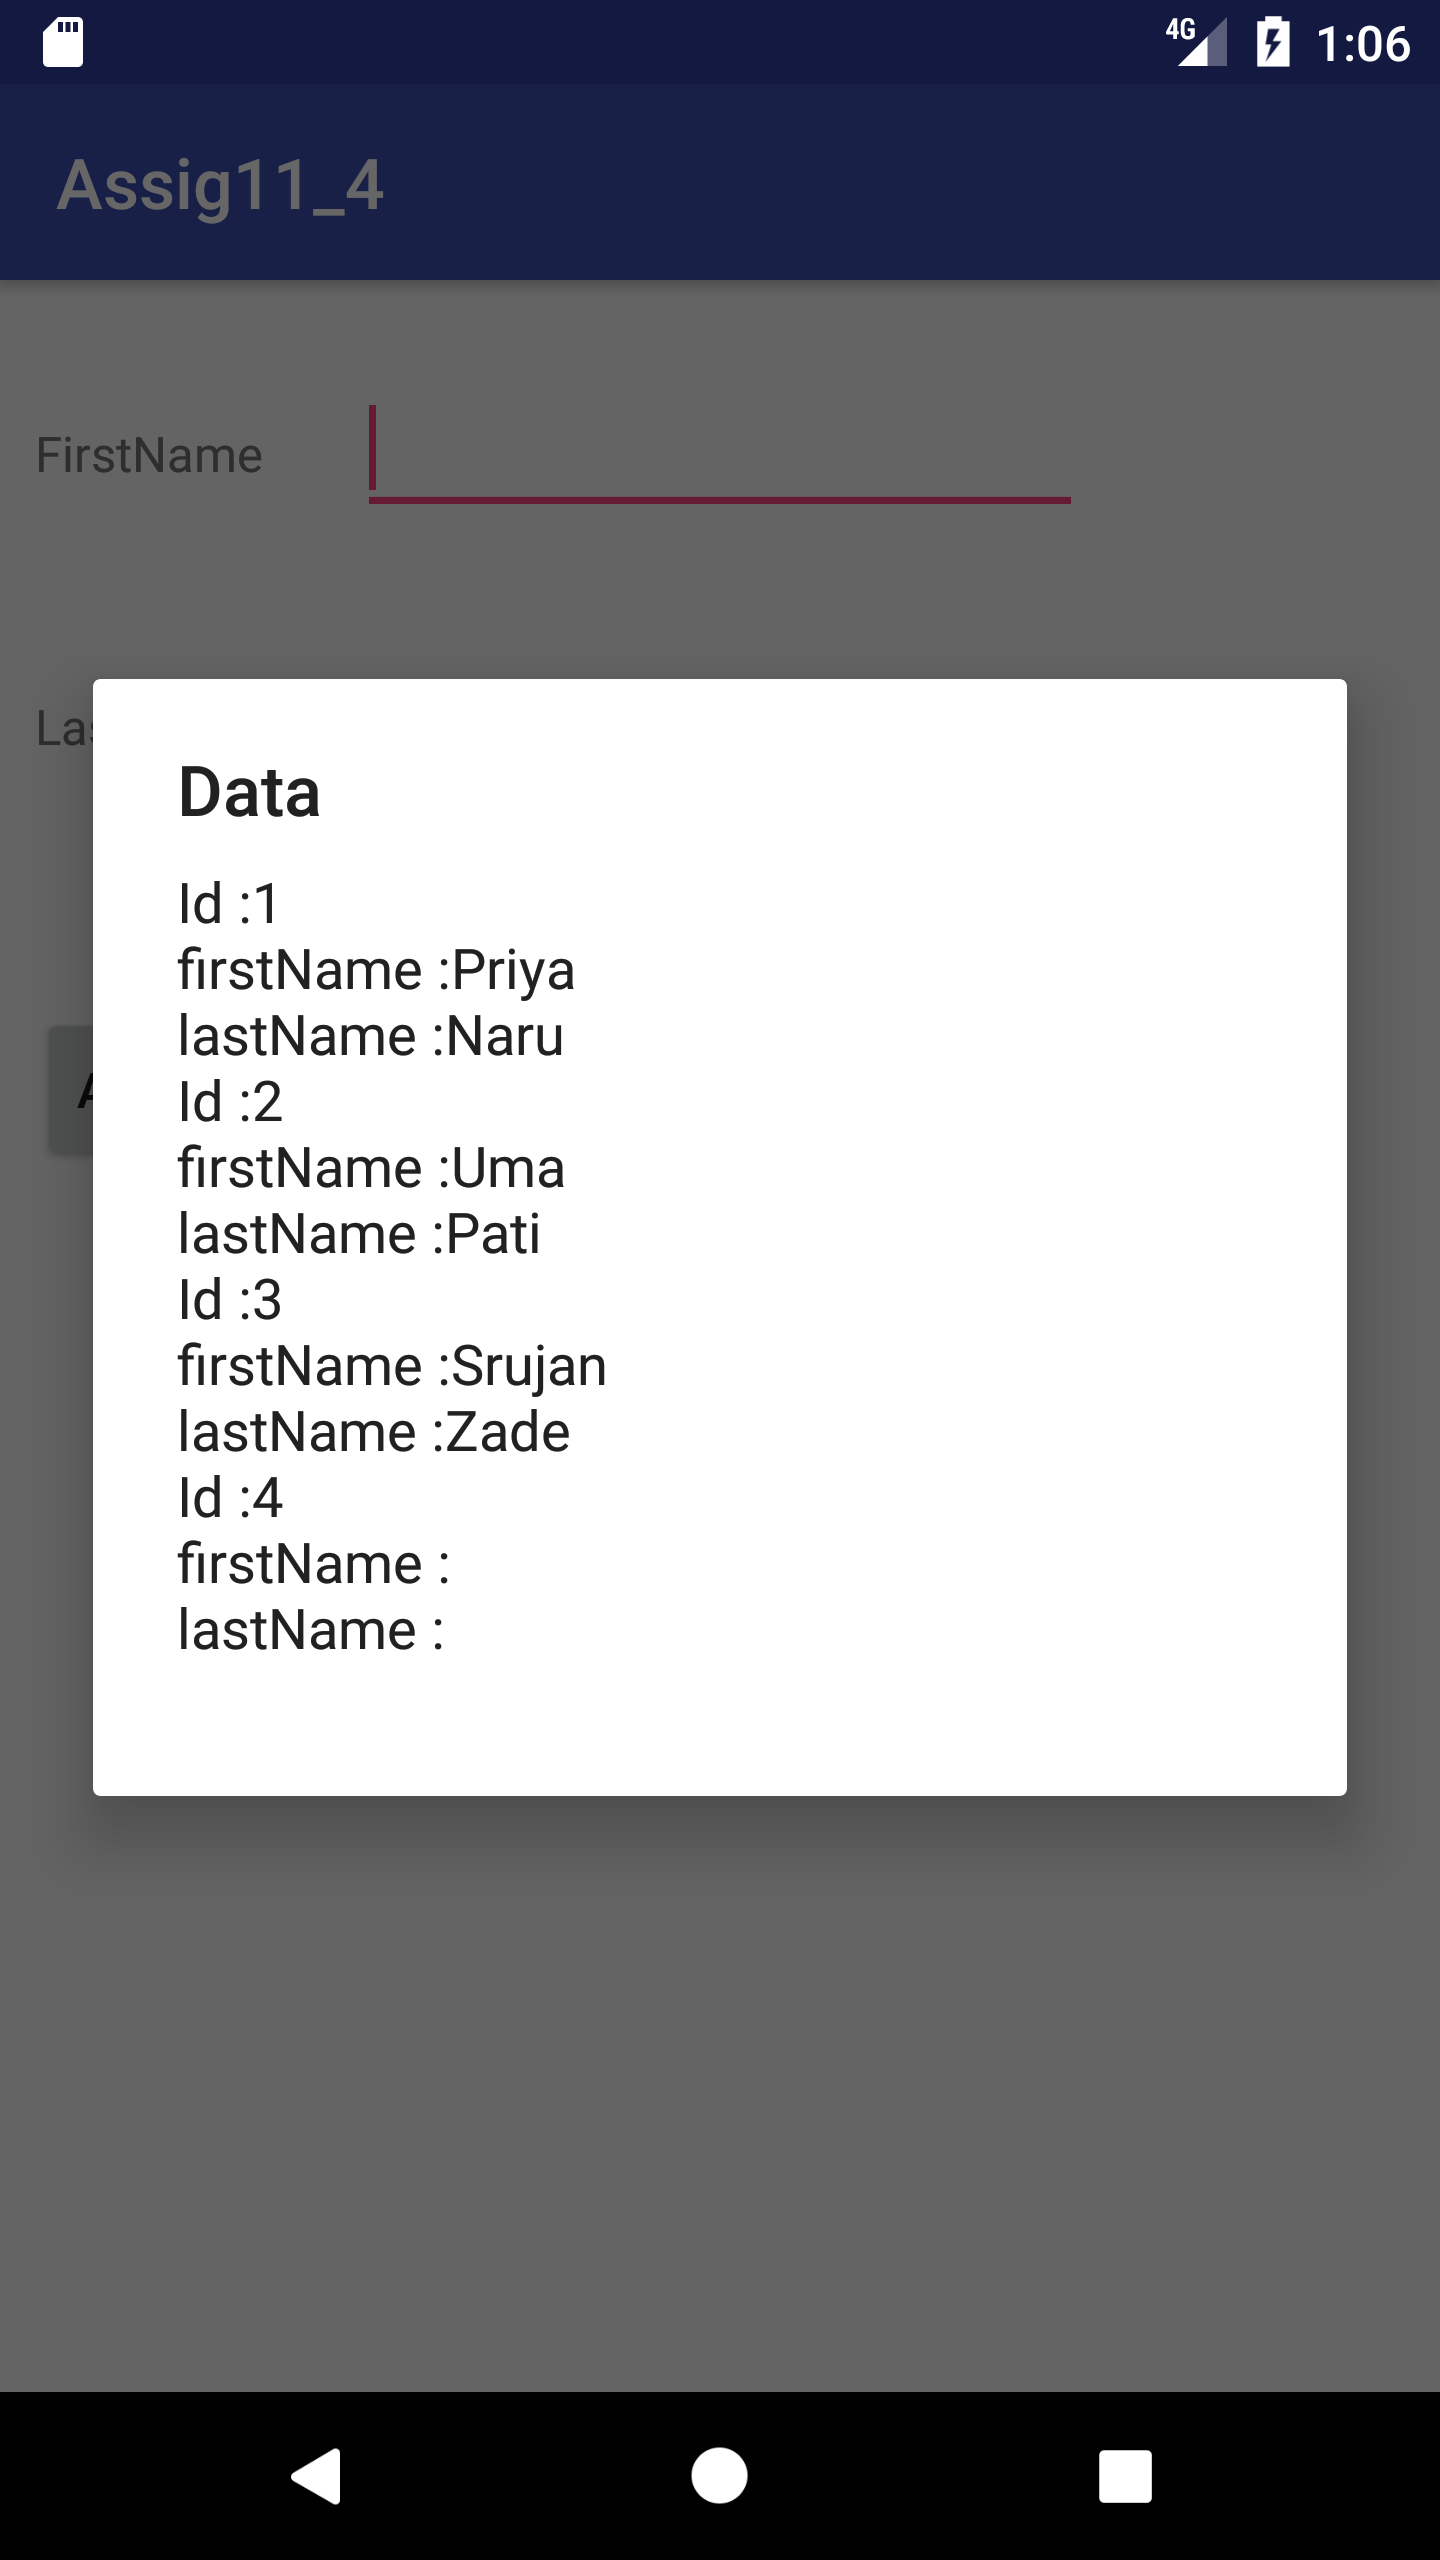 4G 1:06
Assig11_4
FirstName
Data
Id :1
firstName :Priya
lastName :Naru
Id :2
firstName :Uma
lastName :Pati
Id :3
firstName :Srujan
lastName :Zade
Id :4
firstName :
lastName :